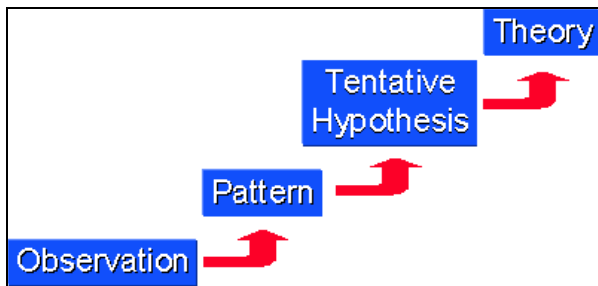 Theory
Tentative
Hypothesis
Pattern
Observation